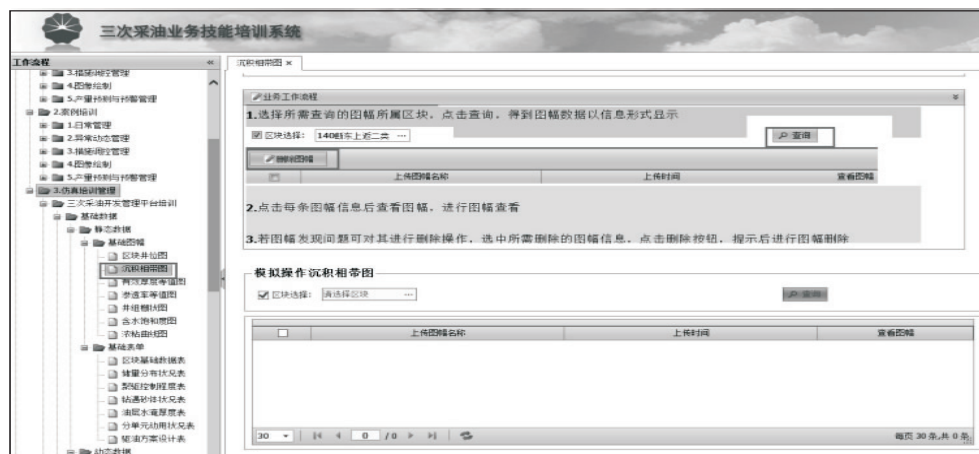 三次采油业务技能培训系统
工作流程
沉积相带图 ×
3.措施调控管理
4.图像绘制
5.产量预测与预警管理
2.案例培训
1.日常管理
2.异常动态管理
3.措施调控管理
4.图像绘制
5.产量预测与预警管理
3.仿真培训管理
三次采油开发管理平台培训
基础数据
静态数据
基础图幅
区块井位图
沉积相带图
有效厚度等值图
渗透率等值图
井组栅状图
含水饱和度图
浓粘曲线图
基础表单
区块基础数据表
储量分布状况表
聚驱控制程度表
钻遇砂体状况表
油层水淹厚度表
分单元动用状况表
驱油方案设计表
动态数据
业务工作流程
1.选择所需查询的图幅所属区块，点击查询，得到图幅数据以信息形式显示
区块选择： 140断东上近二类 ... 查询
删除图幅
上传图幅名称 上传时间 查看图幅
2.点击每条图幅信息后查看图幅，进行图幅查看
3.若图幅发现问题可对其进行删除操作，选中所需删除的图幅信息，点击删除按钮，提示后进行图幅删除
模拟操作沉积相带图
区块选择： 请选择区块 ... 查询
上传图幅名称 上传时间 查看图幅
30 0 / 0 每页 30 条,共 0 条